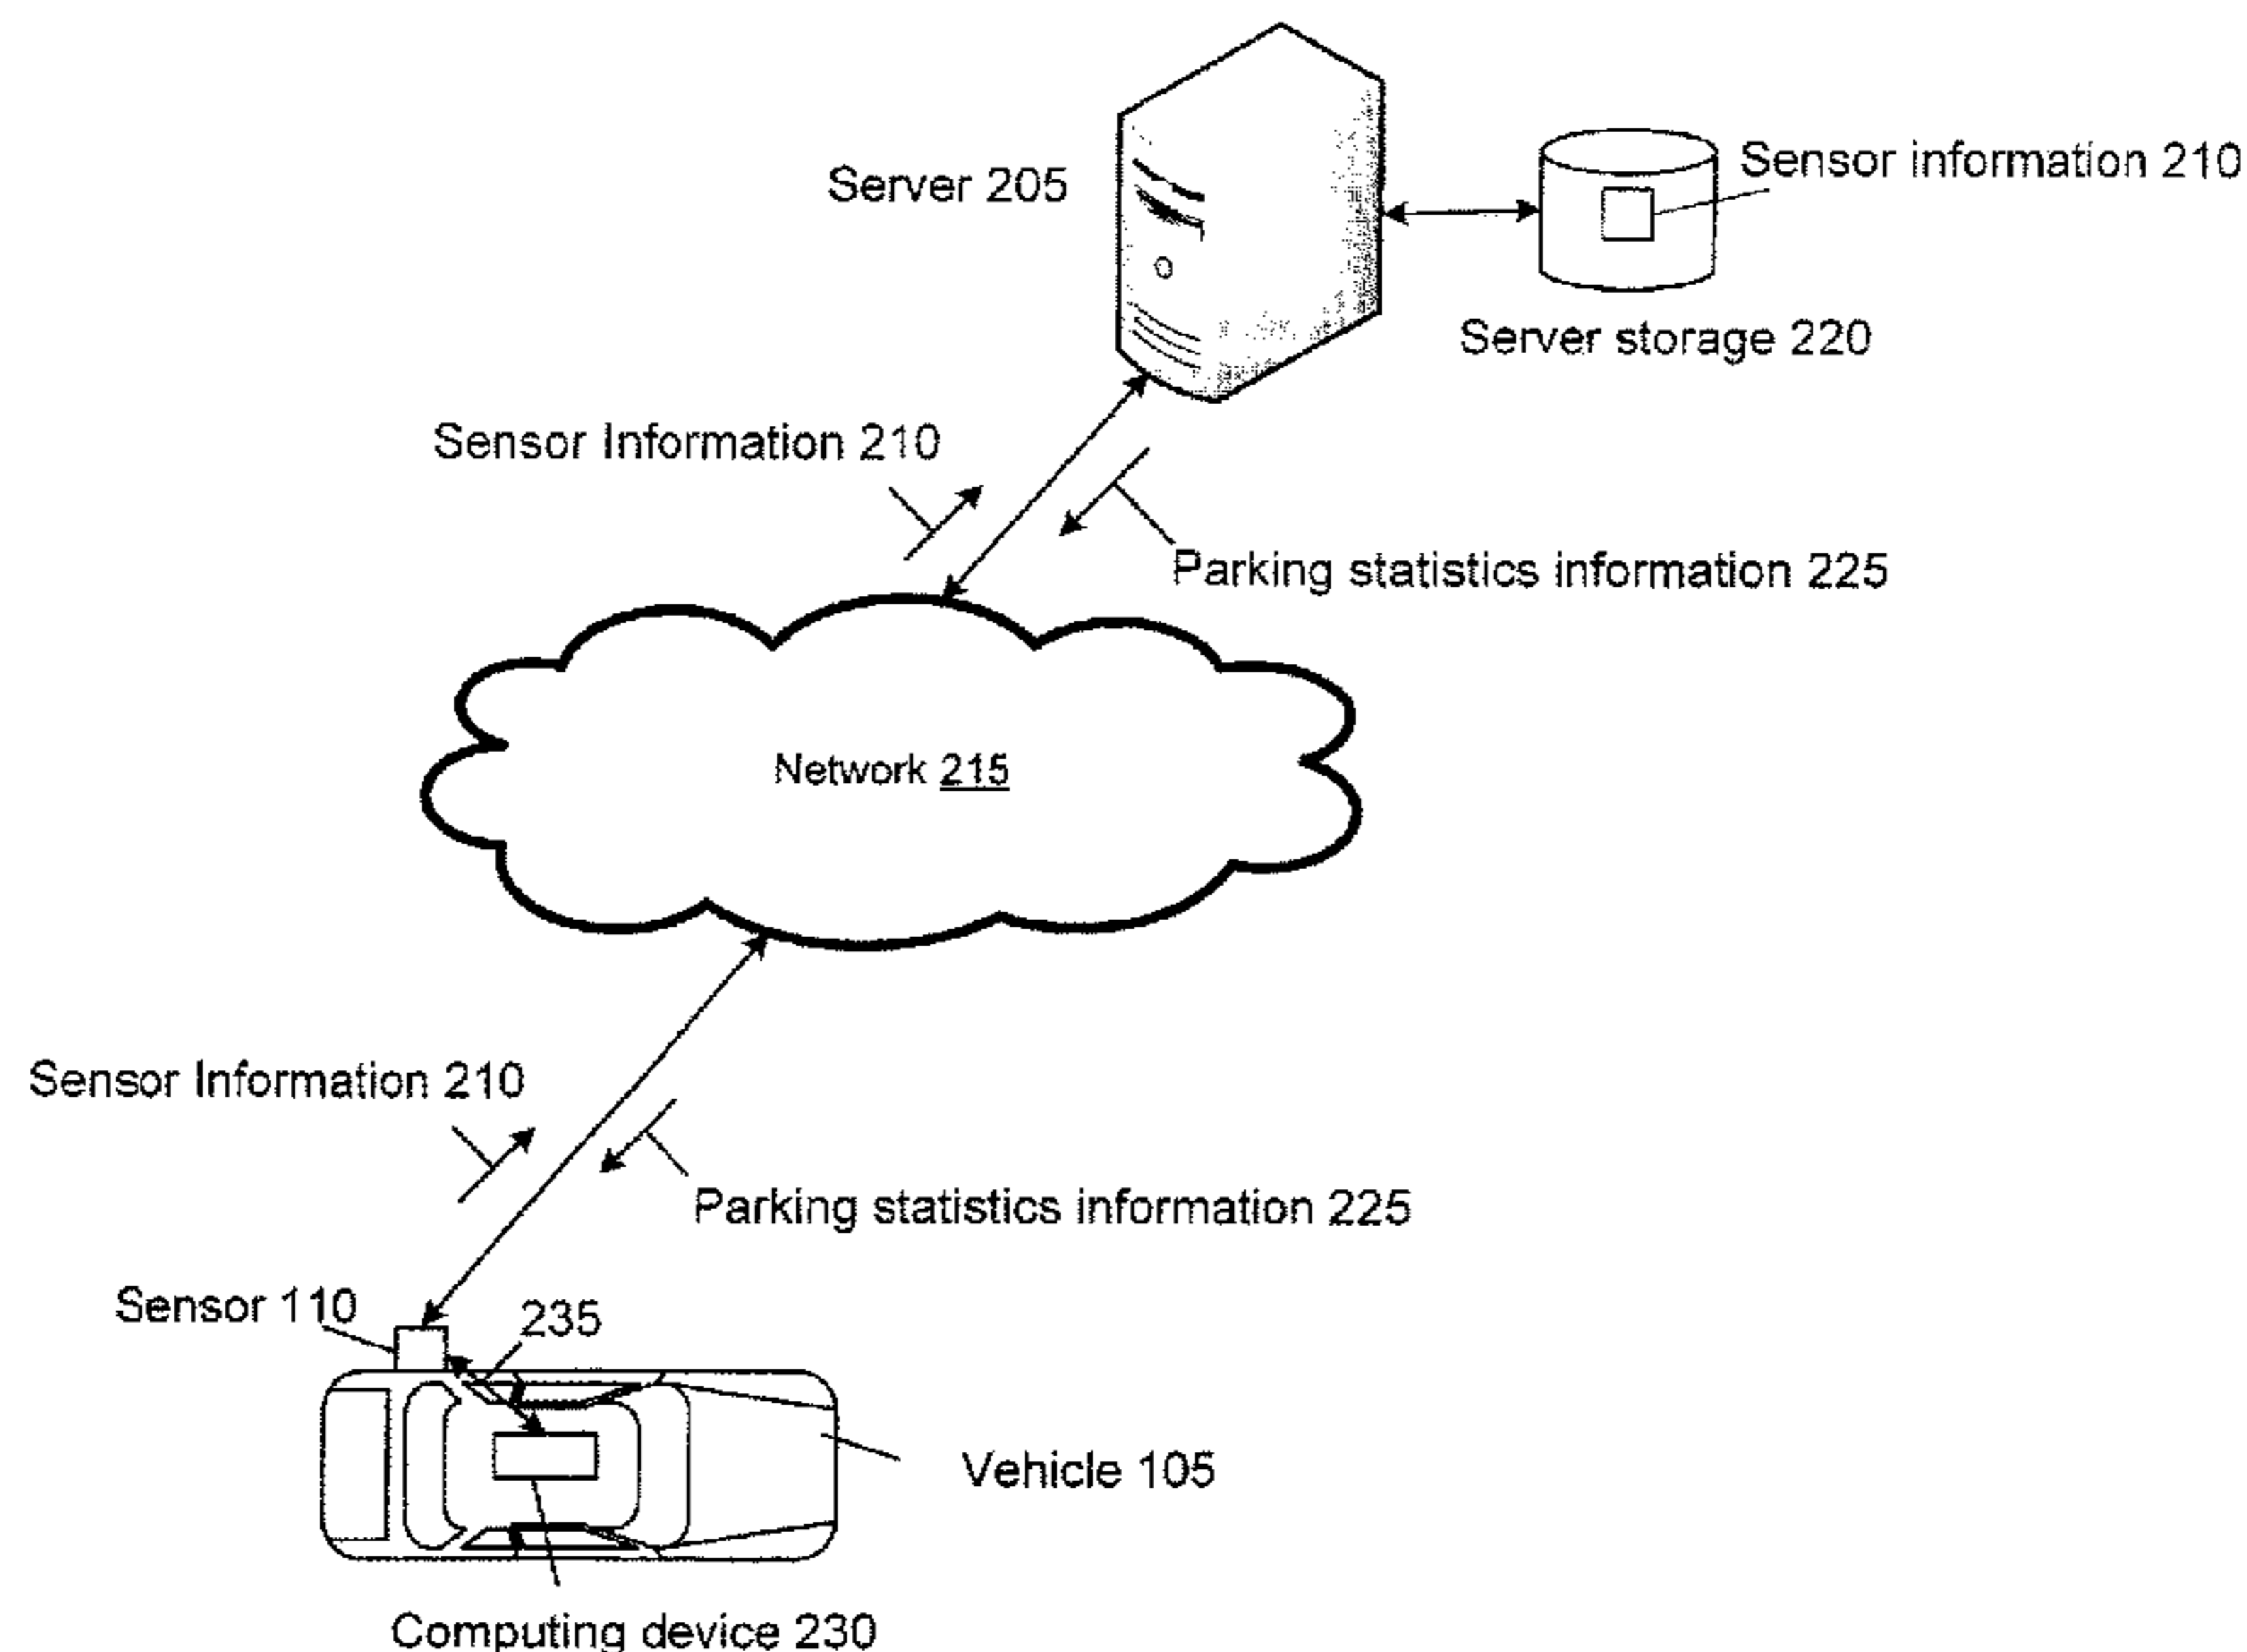 Server 205
Sensor information 210
Server storage 220
Sensor Information 210
Parking statistics information 225
Network 215
Sensor Information 210
Parking statistics information 225
Sensor 110
235
Vehicle 105
Computing device 230